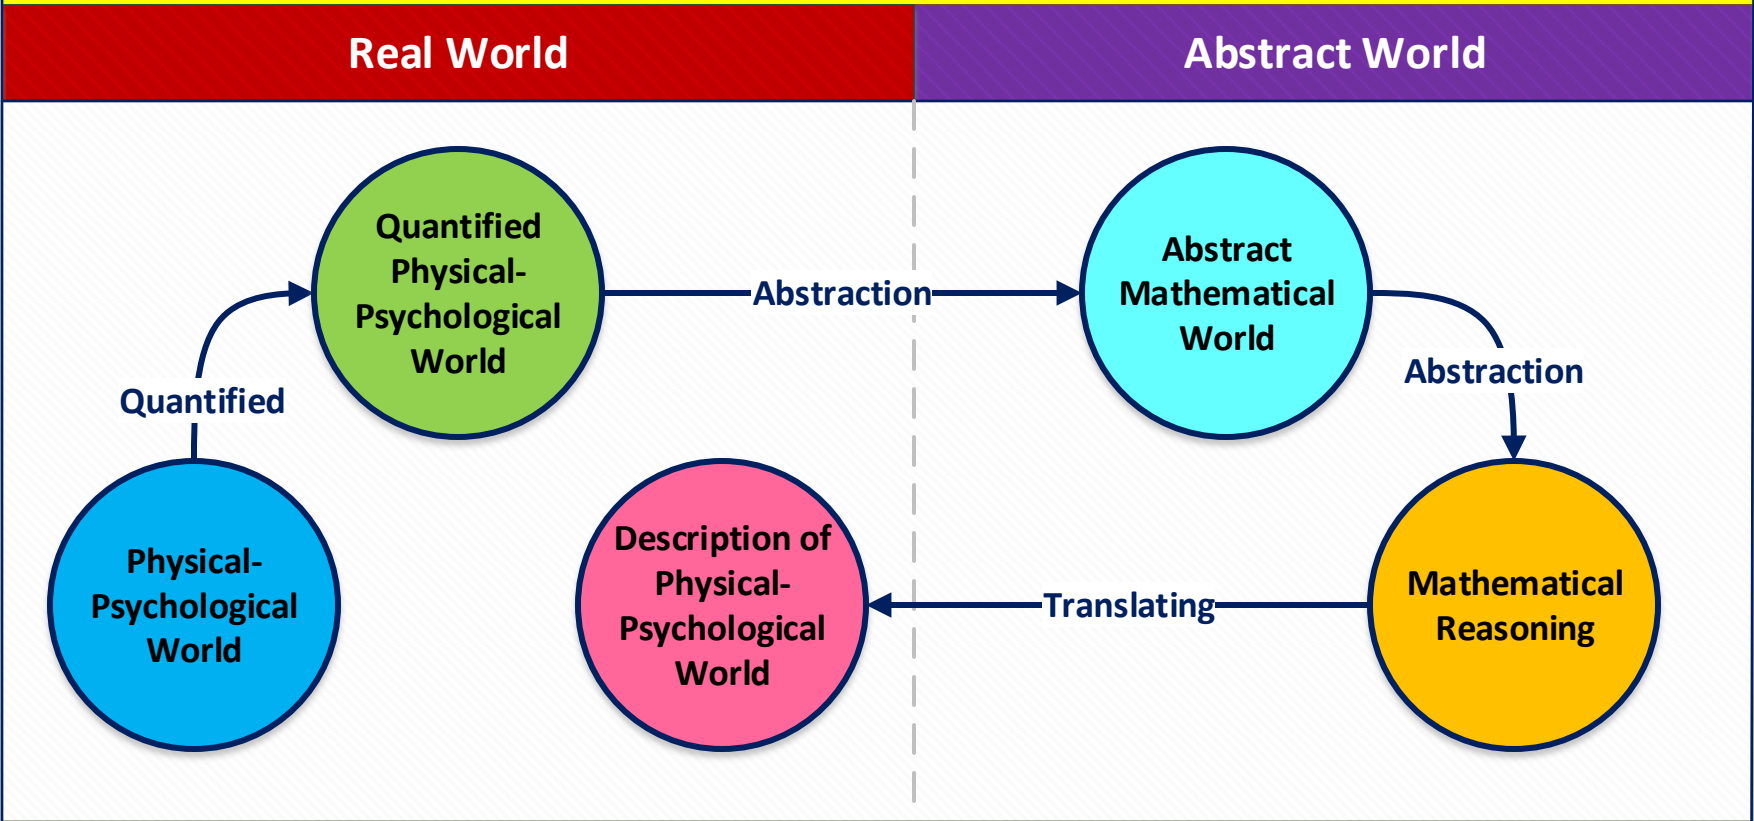 Real World
Abstract World
Quantified
Physical-
Psychological
World
Abstraction
Abstract
Mathematical
World
Abstraction
Quantified
Physical-
Psychological
World
Description of
Physical-
Psychological
World
Translating
Mathematical
Reasoning